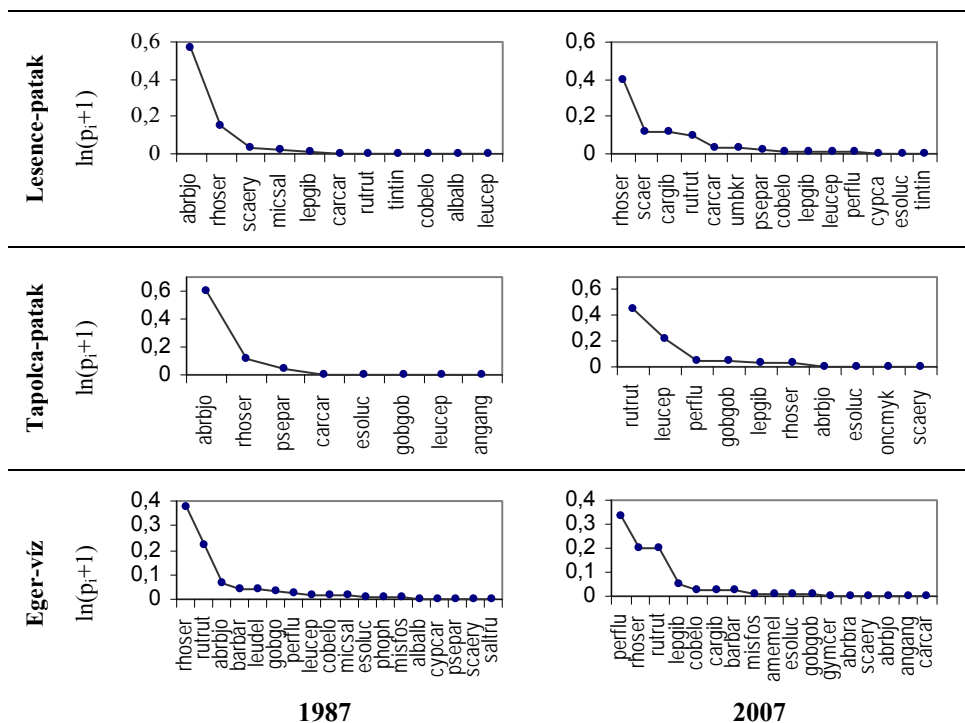 Lesence-patak
ln(pi+1)
0,6
0,4
0,2
0
abrbjo
rhoser
scaery
micsal
lepgib
carcar
rutrut
tintin
cobelo
albalb
leucep
0,6
0,4
0,2
0
rhoser
scaer
cargib
rutrut
carcar
umbkr
psepar
cobelo
lepgib
leucep
perflu
cypca
esoluc
tintin
Tapolca-patak
ln(pi+1)
0,6
0,4
0,2
0
abrbjo
rhoser
psepar
carcar
esoluc
gobgob
leucep
angang
0,6
0,4
0,2
0
rutrut
leucep
perflu
gobgob
lepgib
rhoser
abrbjo
esoluc
oncmyk
scaery
Eger-víz
ln(pi+1)
0,4
0,3
0,2
0,1
0
rhoser
rutrut
abrbjo
barbar
leudel
gobgo
perflu
leucep
cobelo
micsal
esoluc
phoph
misfos
albalb
cypcar
psepar
scaery
saltru
0,4
0,3
0,2
0,1
0
perflu
rhoser
rutrut
lepgib
cobelo
cargib
barbar
misfos
amemel
esoluc
gobgob
gymcer
abrbra
scaery
abrbjo
angang
carcar
1987
2007